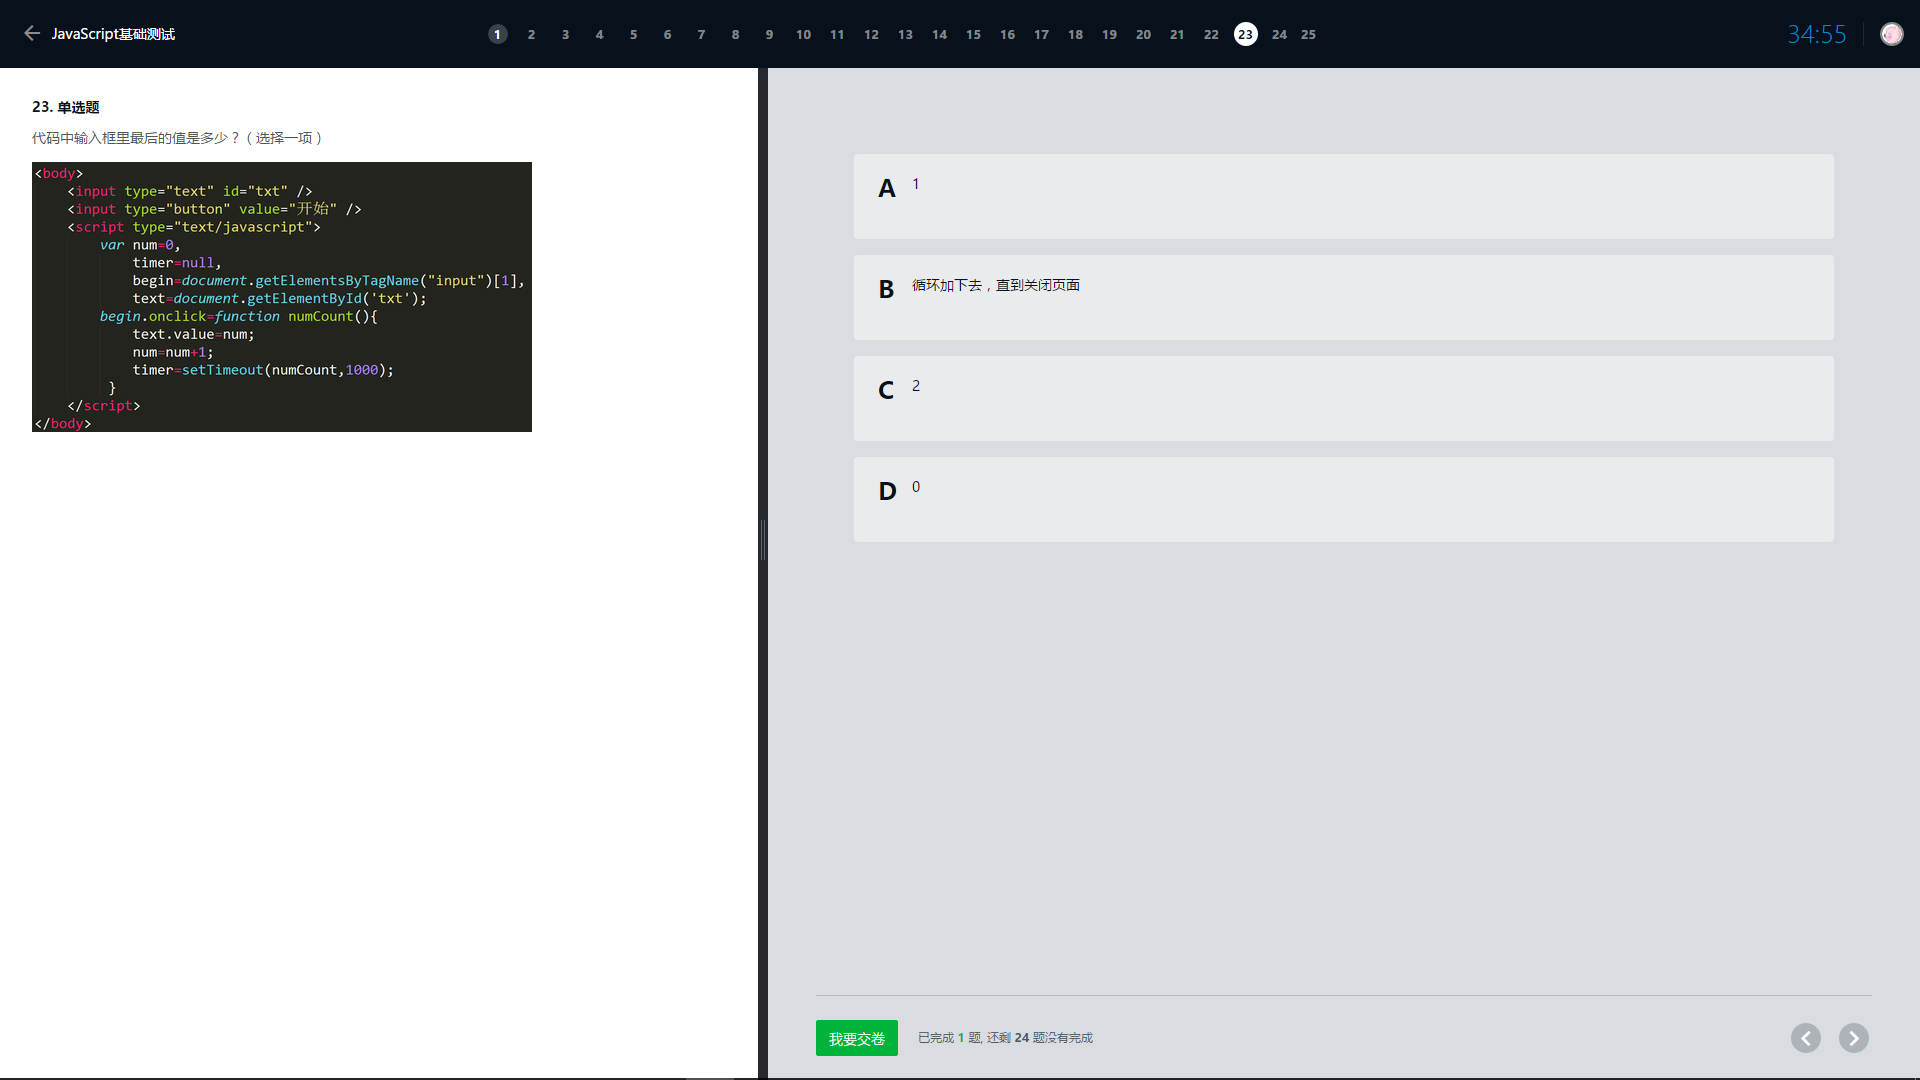 JavaScript基础测试
1 2 3 4 5 6 7 8 9 10 11 12 13 14 15 16 17 18 19 20 21 22 23 24 25
34:55
23. 单选题
代码中输入框里最后的值是多少？( 选择一项 )
<body>
    <input type="text" id="txt" />
    <input type="button" value="开始" />
    <script type="text/javascript">
        var num=0,
            timer=null,
            begin=document.getElementsByTagName("input")[1],
            text=document.getElementById('txt');
        begin.onclick=function numCount(){
            text.value=num;
            num=num+1;
            timer=setTimeout(numCount,1000);
         }
    </script>
</body>
A 1
B 循环加下去，直到关闭页面
C 2
D 0
我要交卷
已完成 1 题, 还剩 24 题没有完成